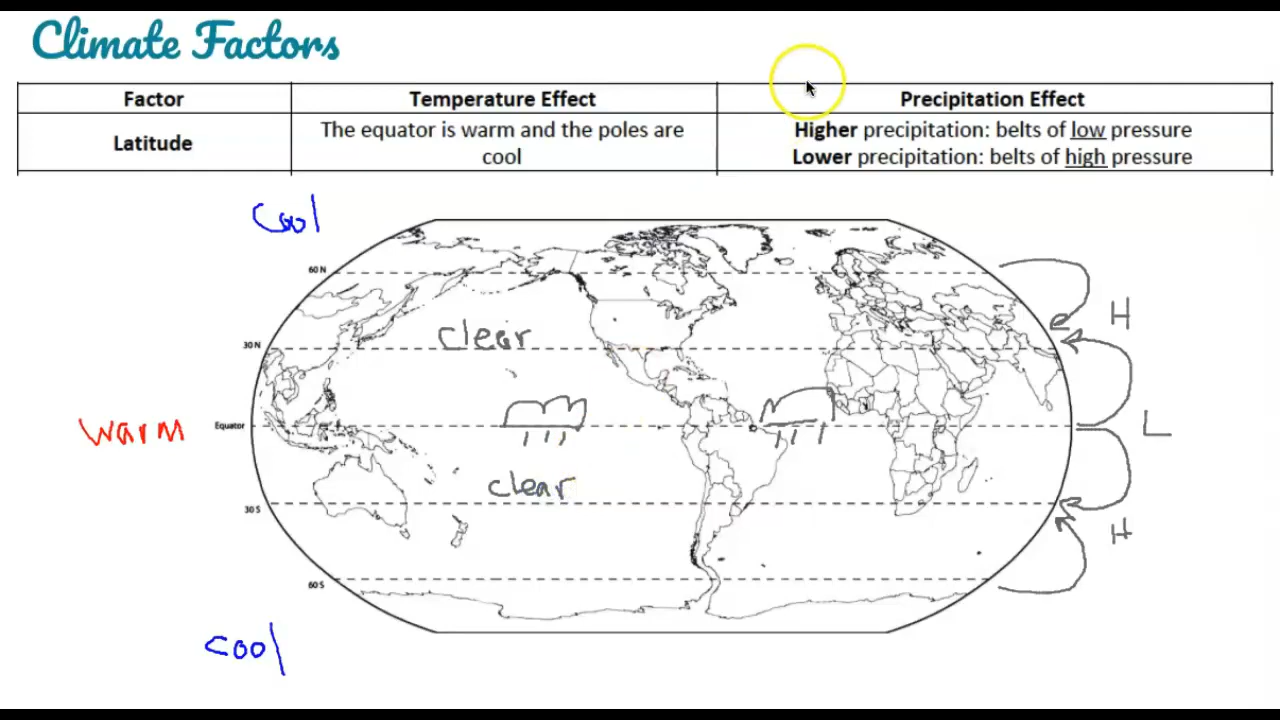 Climate Factors
Factor
Temperature Effect
Precipitation Effect
Latitude
The equator is warm and the poles are
cool
Higher precipitation: belts of low pressure
Lower precipitation: belts of high pressure
cool
60 N
H
clear
30 N
warm
Equator
L
clear
30 S
H
60 S
cool